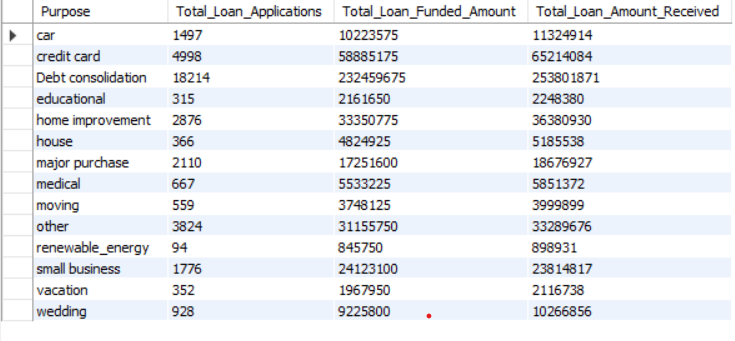 Purpose Total_Loan_Applications Total_Loan_Funded_Amount Total_Loan_Amount_Received
car 1497 10223575 11324914
credit card 4998 58885175 65214084
Debt consolidation 18214 232459675 253801871
educational 315 2161650 2248380
home improvement 2876 33350775 36380930
house 366 4824925 5185538
major purchase 2110 17251600 18676927
medical 667 5533225 5851372
moving 559 3748125 3999899
other 3824 31155750 33289676
renewable_energy 94 845750 898931
small business 1776 24123100 23814817
vacation 352 1967950 2116738
wedding 928 9225800 10266856